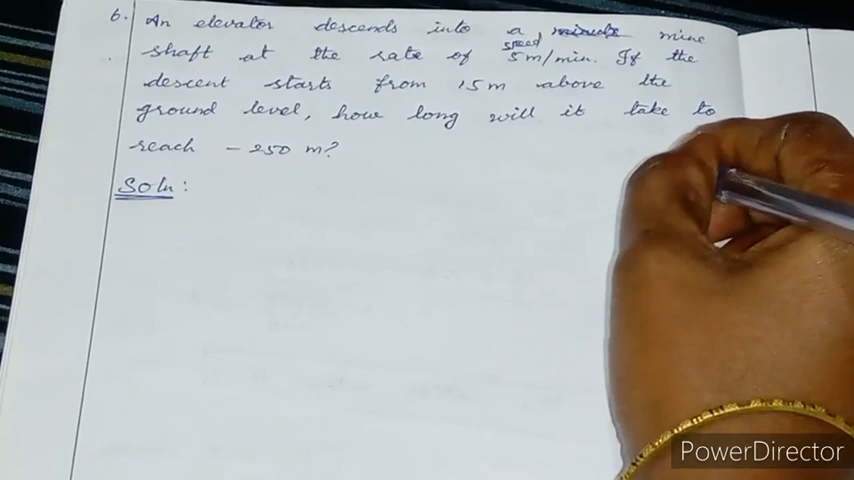 6. An elevator descends into a mine
shaft at the rate of speed 5 m/min. If the
descent starts from 15 m above the
ground level, how long will it take to
reach - 250 m?
Soln:
PowerDirector